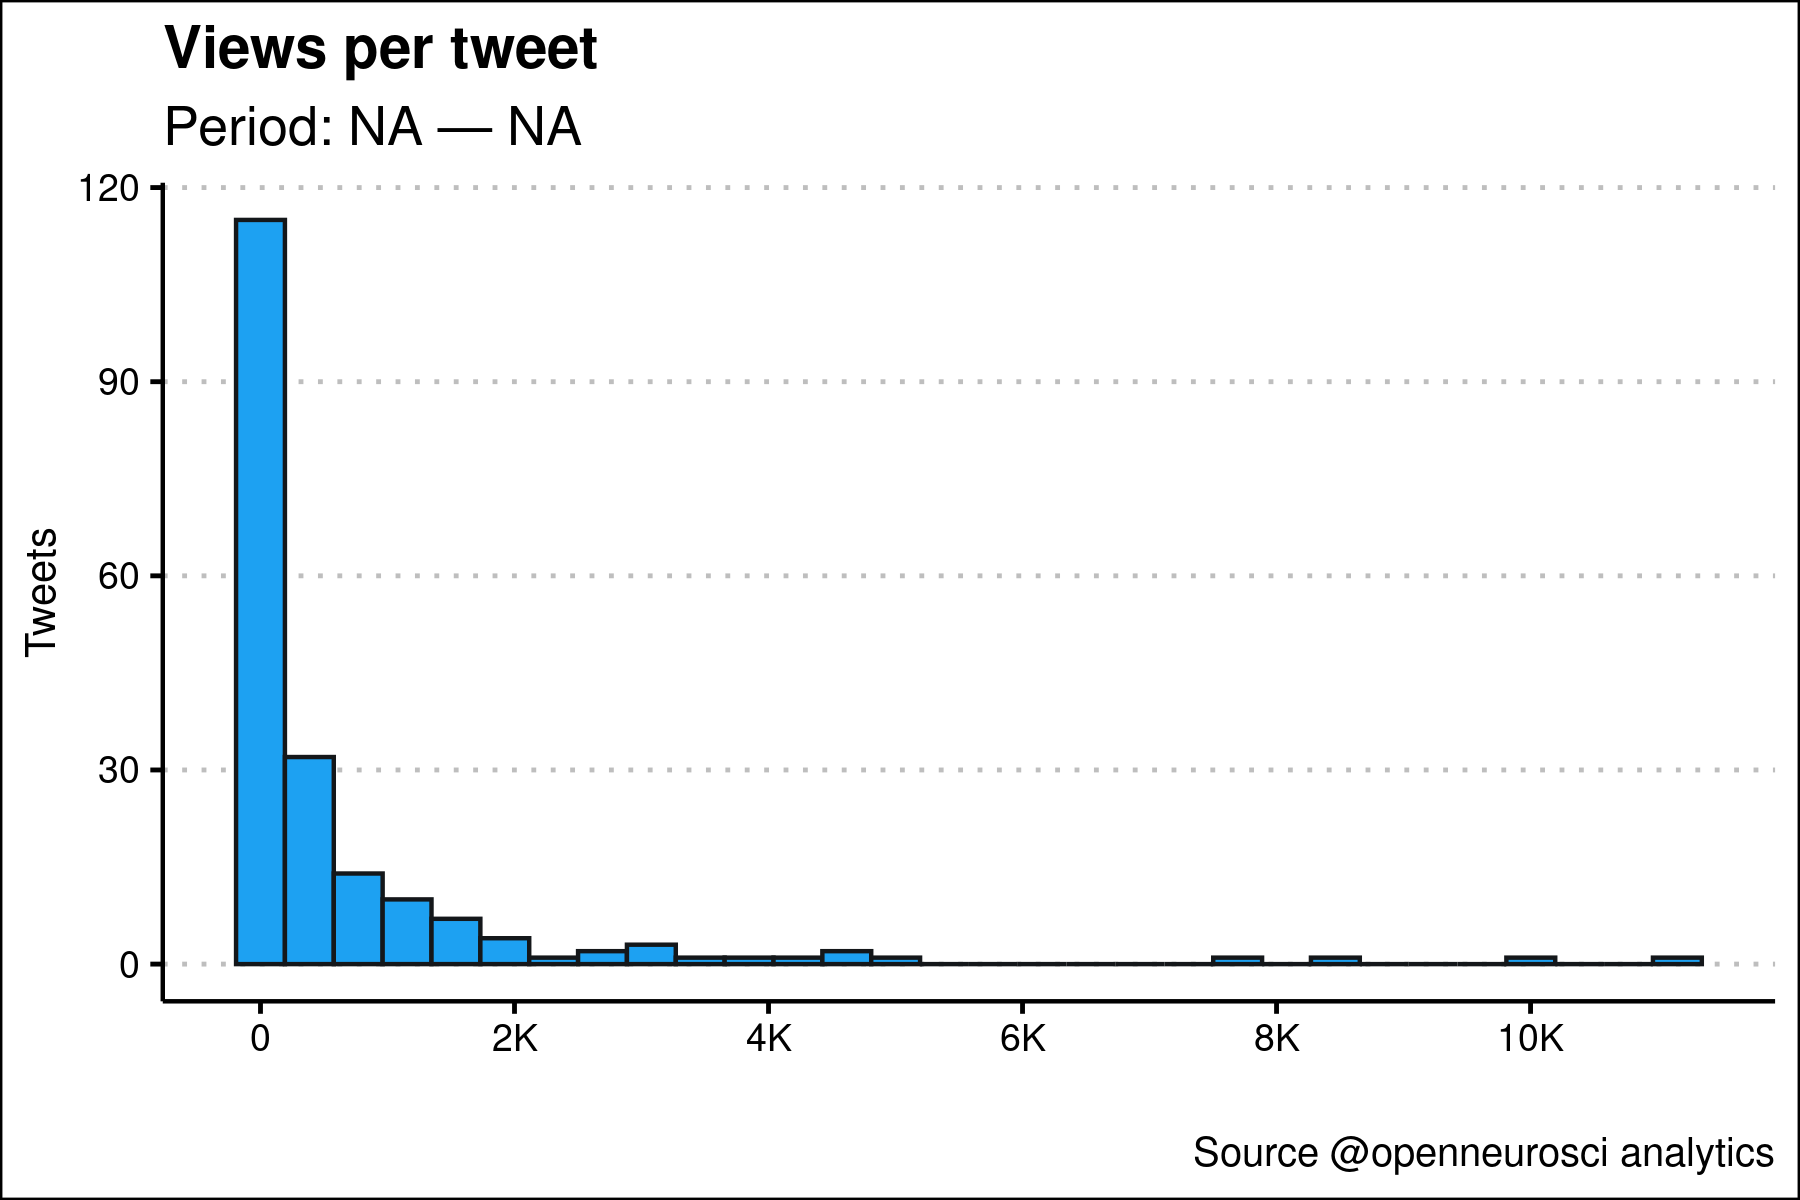 Views per tweet
Period: NA — NA
120
90
60
30
0
Tweets
0 2K 4K 6K 8K 10K
Source @openneurosci analytics